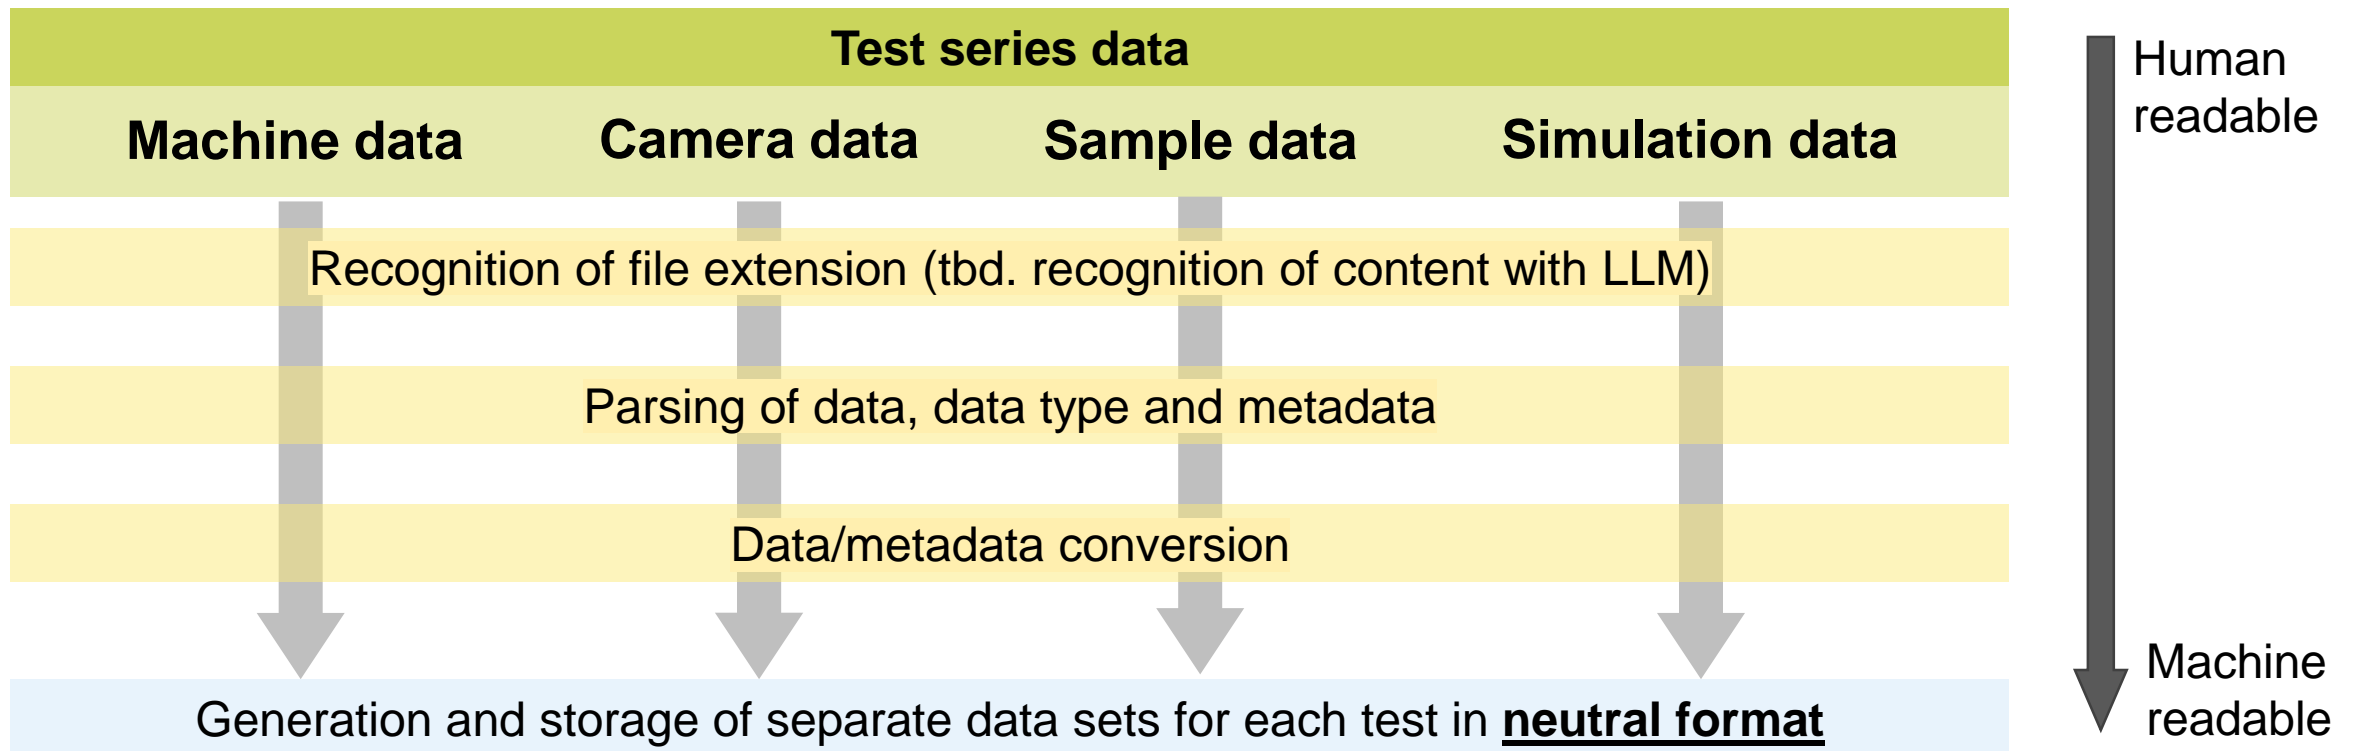 Test series data
Machine data Camera data Sample data Simulation data
Recognition of file extension (tbd. recognition of content with LLM)
Parsing of data, data type and metadata
Data/metadata conversion
Generation and storage of separate data sets for each test in neutral format
Human
readable
Machine
readable